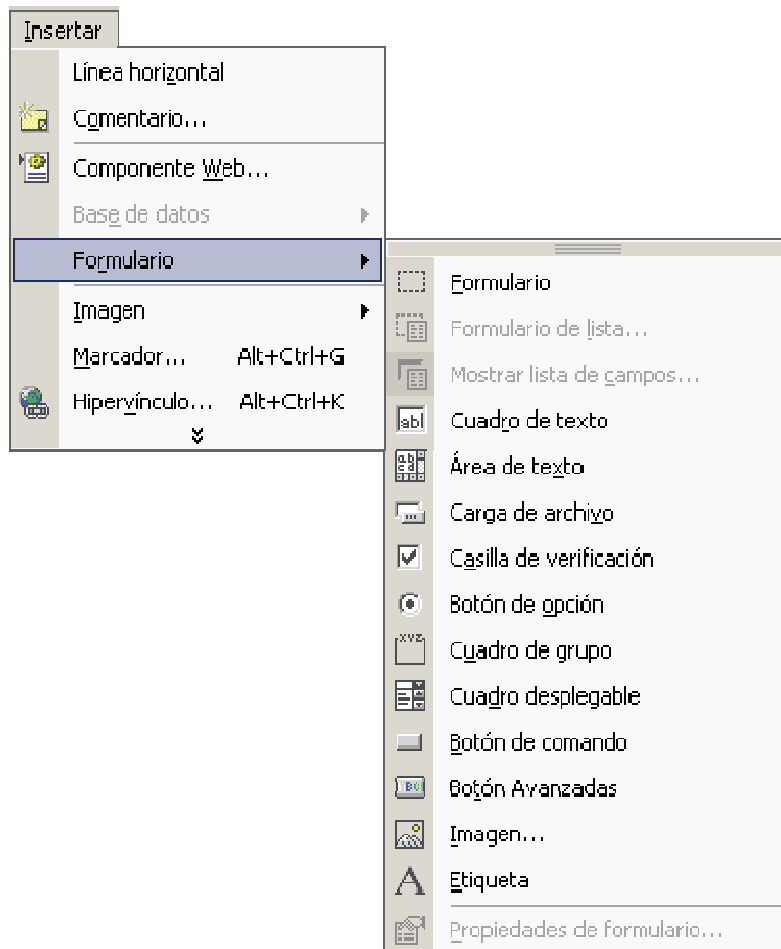 Insertar
Línea horizontal
Comentario...
Componente Web...
Base de datos
Formulario
Imagen
Marcador... Alt+Ctrl+G
Hipervínculo... Alt+Ctrl+K
Formulario
Formulario de lista...
Mostrar lista de campos...
Cuadro de texto
Área de texto
Carga de archivo
Casilla de verificación
Botón de opción
Cuadro de grupo
Cuadro desplegable
Botón de comando
Botón Avanzadas
Imagen...
Etiqueta
Propiedades de formulario...